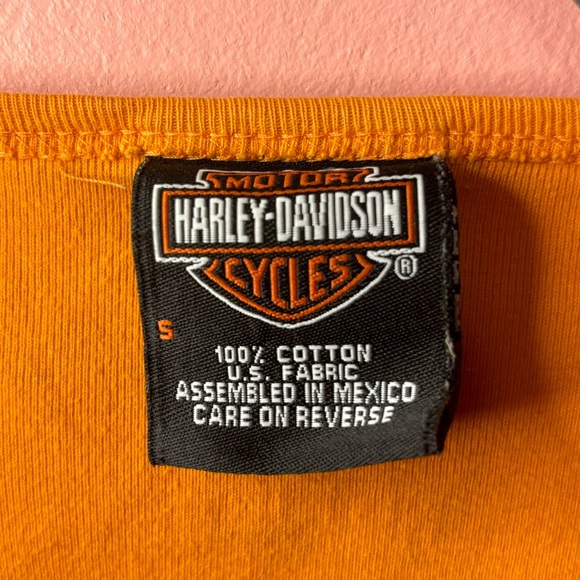 MOTOR
HARLEY-DAVIDSON
CYCLES
®
S
100% COTTON
U.S. FABRIC
ASSEMBLED IN MEXICO
CARE ON REVERSE